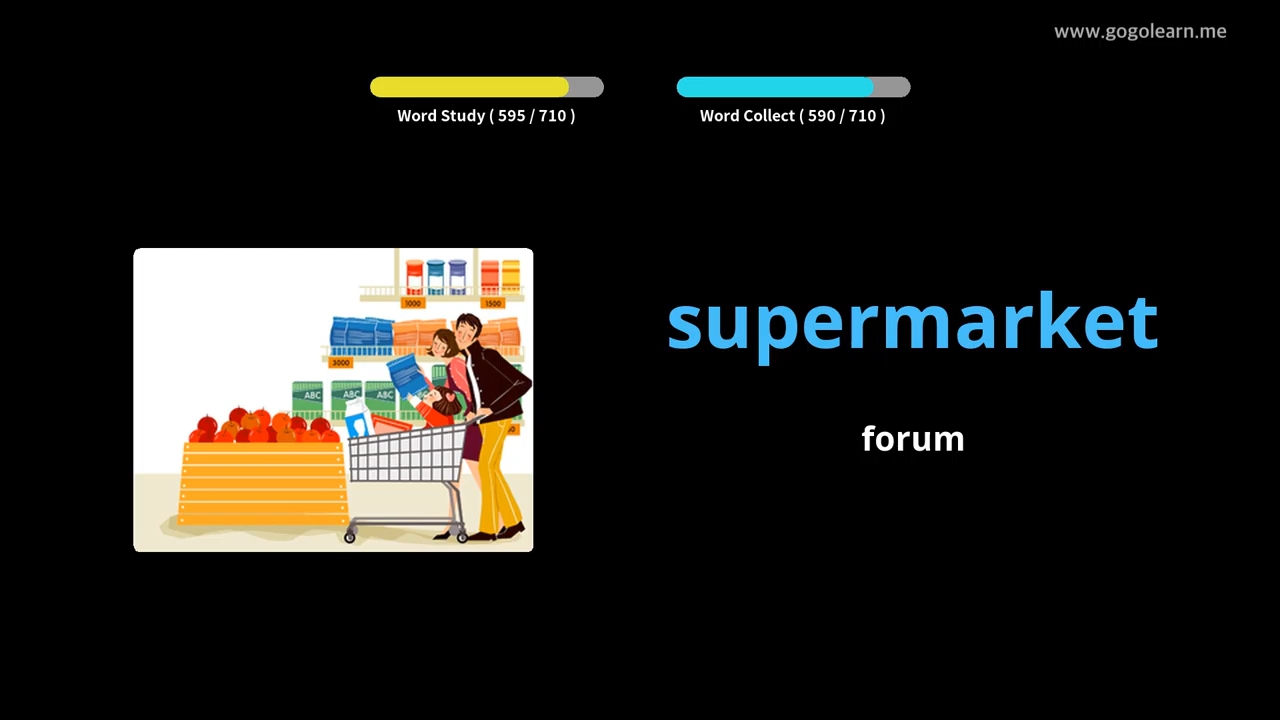 www.gogolearn.me
Word Study ( 595 / 710 )
Word Collect ( 590 / 710 )
supermarket
forum
1000
1500
3000
ABC
ABC
ABC